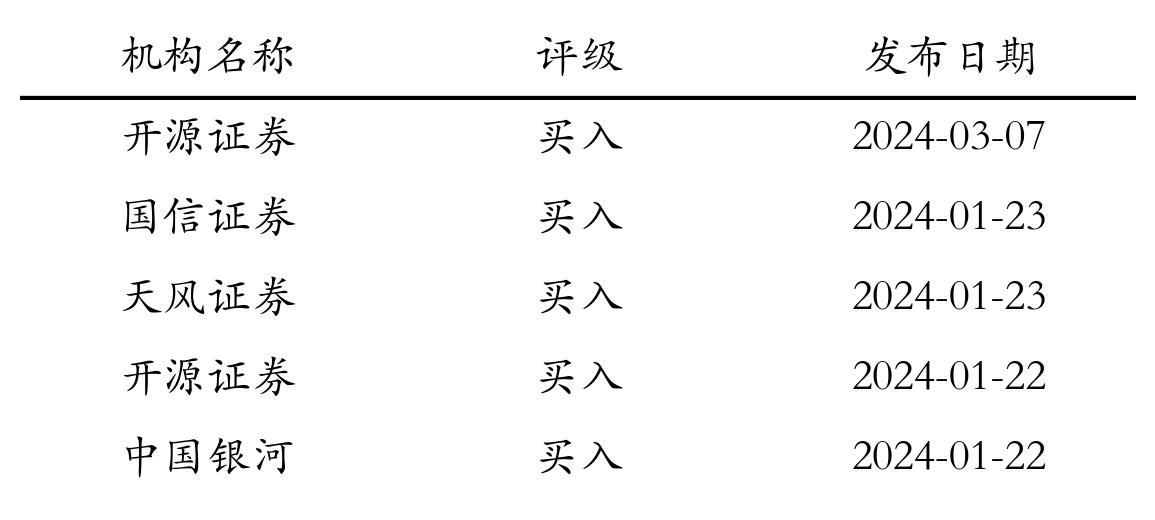 机构名称 评级 发布日期
开源证券 买入 2024-03-07
国信证券 买入 2024-01-23
天风证券 买入 2024-01-23
开源证券 买入 2024-01-22
中国银河 买入 2024-01-22